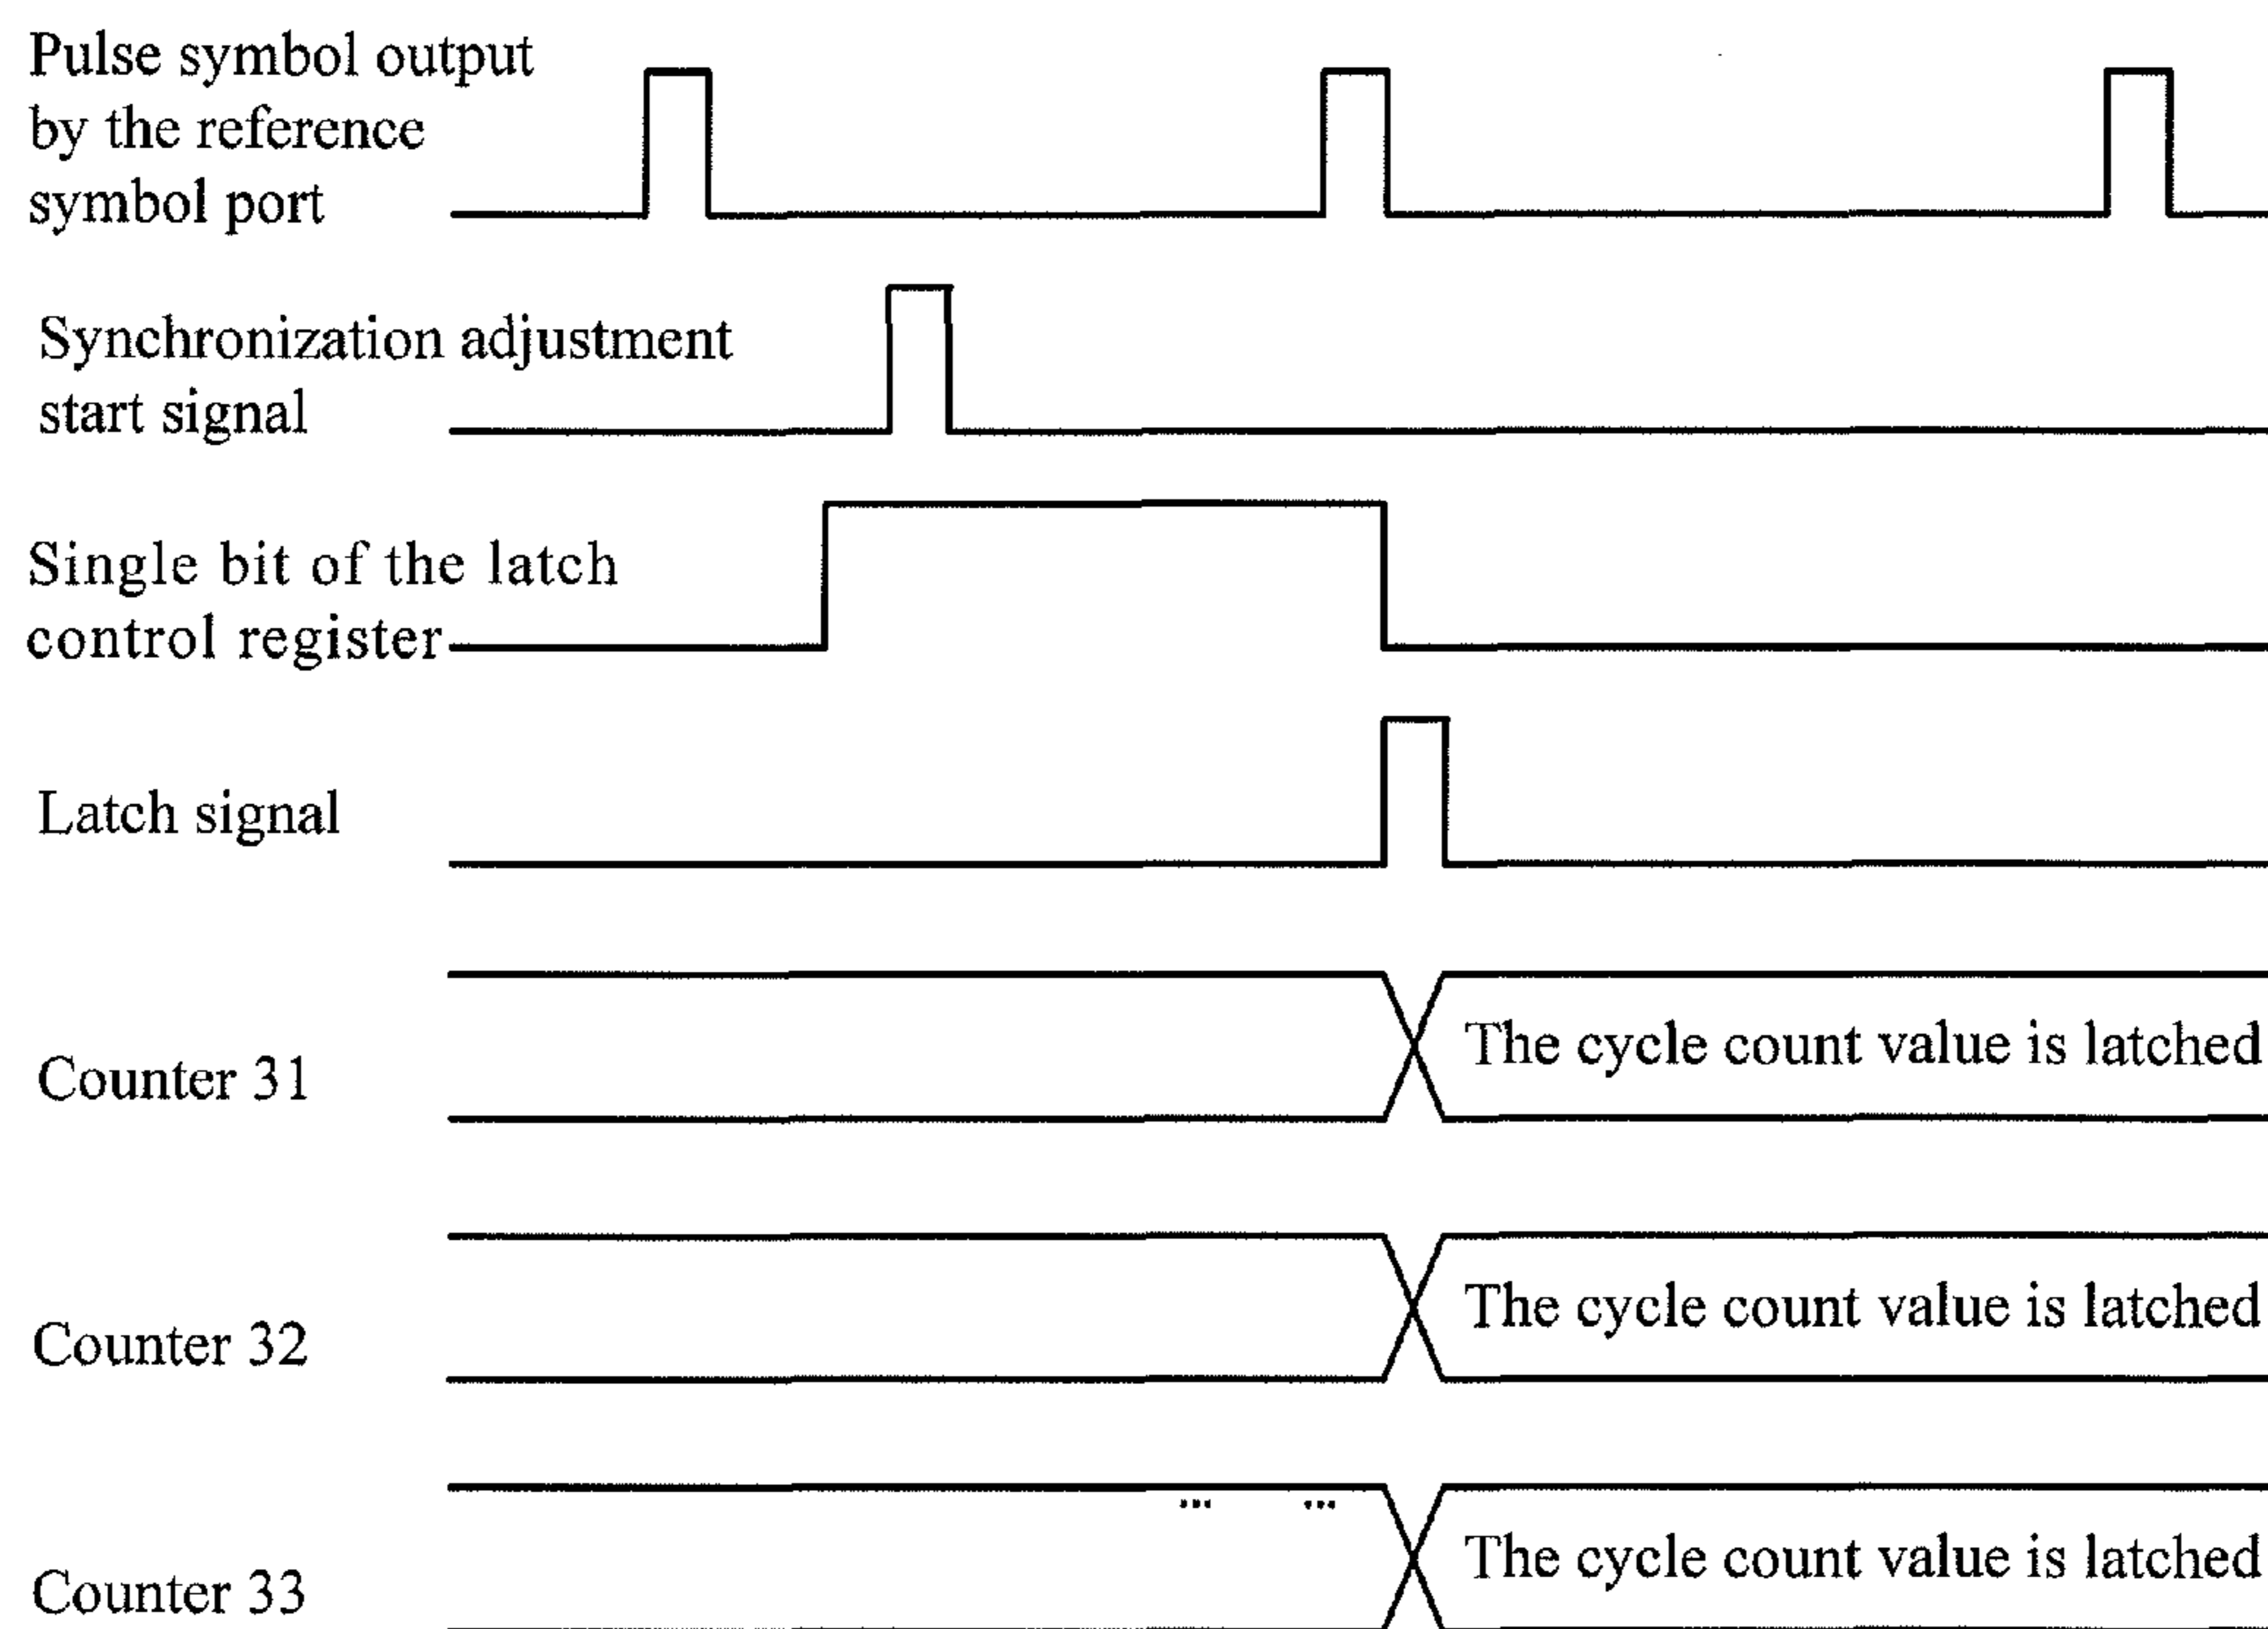 Pulse symbol output
by the reference
symbol port
Synchronization adjustment
start signal
Single bit of the latch
control register
Latch signal
Counter 31
The cycle count value is latched
Counter 32
The cycle count value is latched
... ...
Counter 33
The cycle count value is latched